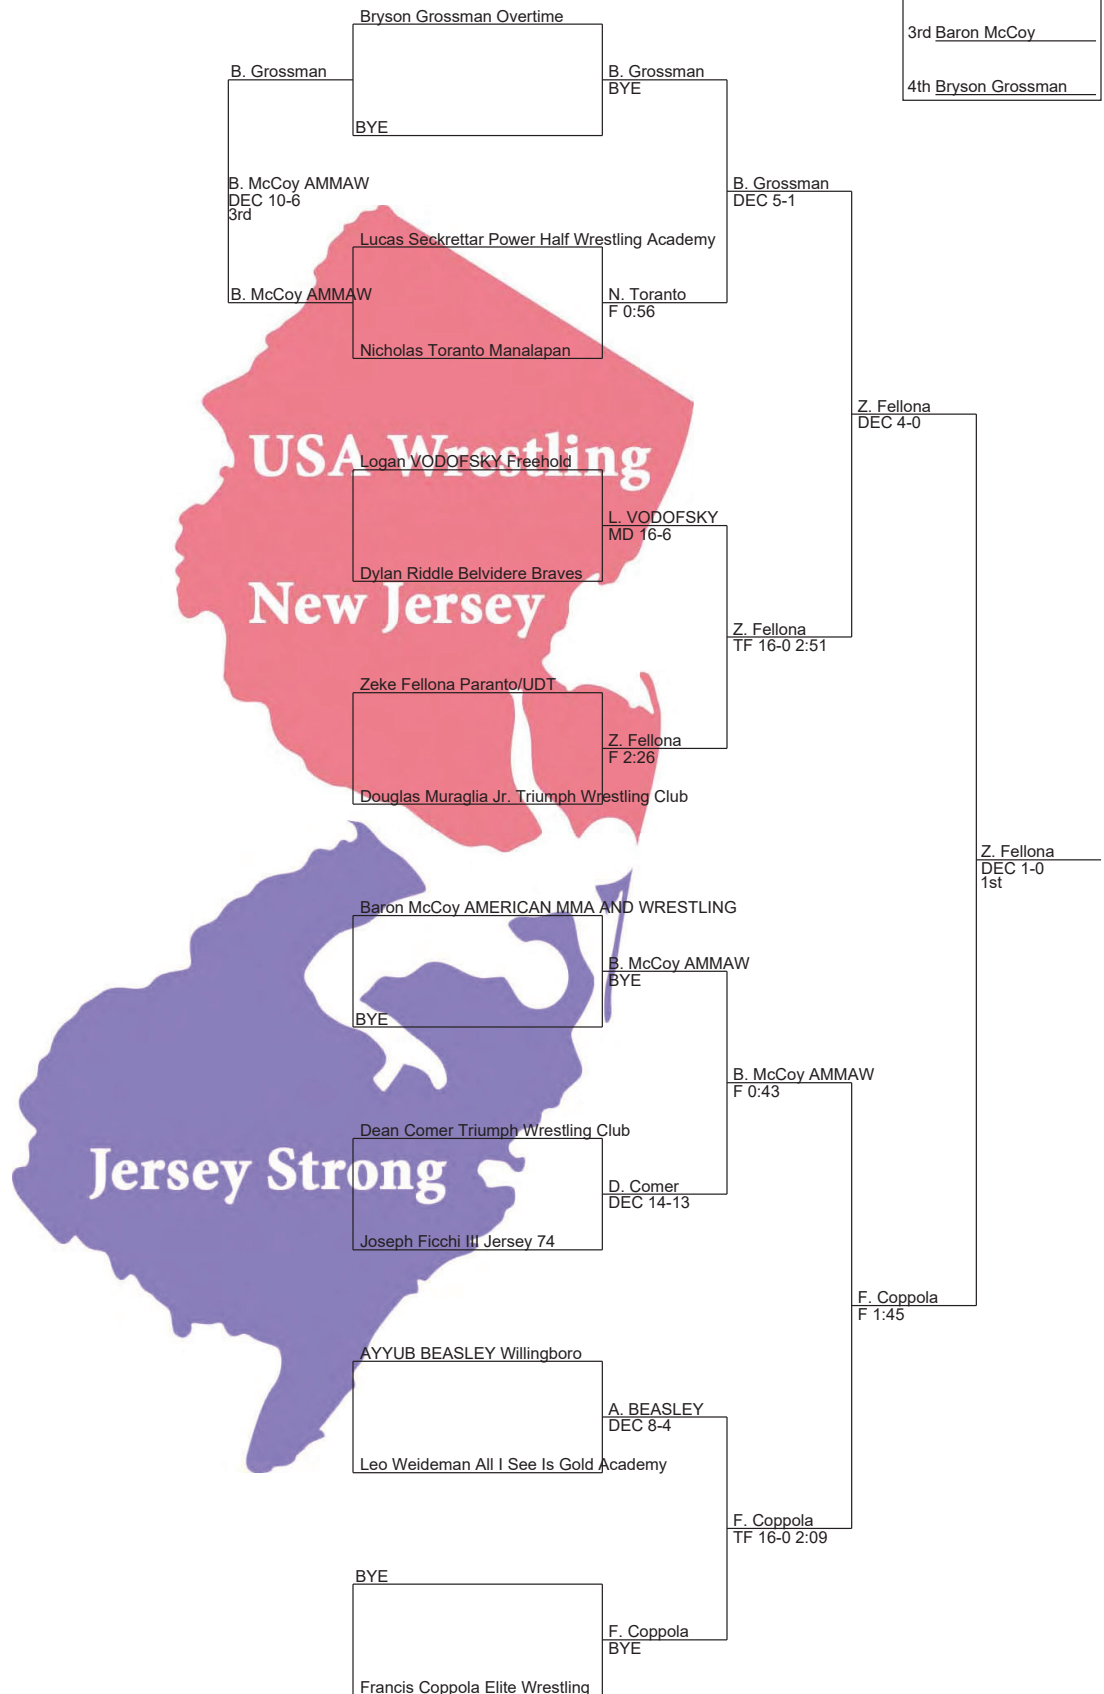 Bryson Grossman Overtime
3rd Baron McCoy
B. Grossman
B. Grossman
BYE
4th Bryson Grossman
BYE
B. McCoy AMMAW
DEC 10-6
3rd
B. Grossman
DEC 5-1
Lucas Seckrettar Power Half Wrestling Academy
B. McCoy AMMAW
N. Toranto
F 0:56
Nicholas Toranto Manalapan
Z. Fellona
DEC 4-0
USA Wrestling
Logan VODOFSKY Freehold
L. VODOFSKY
MD 16-6
Dylan Riddle Belvidere Braves
New Jersey
Z. Fellona
TF 16-0 2:51
Zeke Fellona Paranto/UDT
Z. Fellona
F 2:26
Douglas Muraglia Jr. Triumph Wrestling Club
Z. Fellona
DEC 1-0
1st
Baron McCoy AMERICAN MMA AND WRESTLING
B. McCoy AMMAW
BYE
BYE
B. McCoy AMMAW
F 0:43
Dean Comer Triumph Wrestling Club
Jersey Strong
D. Comer
DEC 14-13
Joseph Ficchi III Jersey 74
F. Coppola
F 1:45
AYYUB BEASLEY Willingboro
A. BEASLEY
DEC 8-4
Leo Weideman All I See Is Gold Academy
F. Coppola
TF 16-0 2:09
BYE
F. Coppola
BYE
Francis Coppola Elite Wrestling